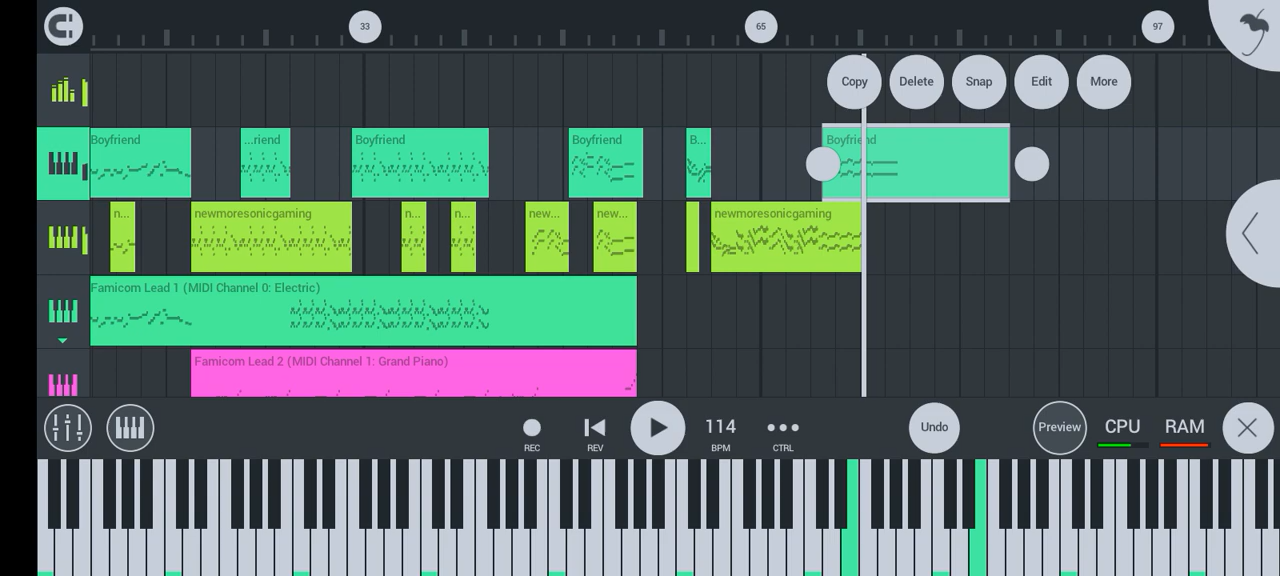 33 65 97
Copy Delete Snap Edit More
Boyfriend ...riend Boyfriend Boyfriend B... Boyfriend
n... newmoresonicgaming n... n... new... new... newmoresonicgaming
Famicom Lead 1 (MIDI Channel 0: Electric)
Famicom Lead 2 (MIDI Channel 1: Grand Piano)
REC REV 114 BPM CTRL Undo Preview CPU RAM